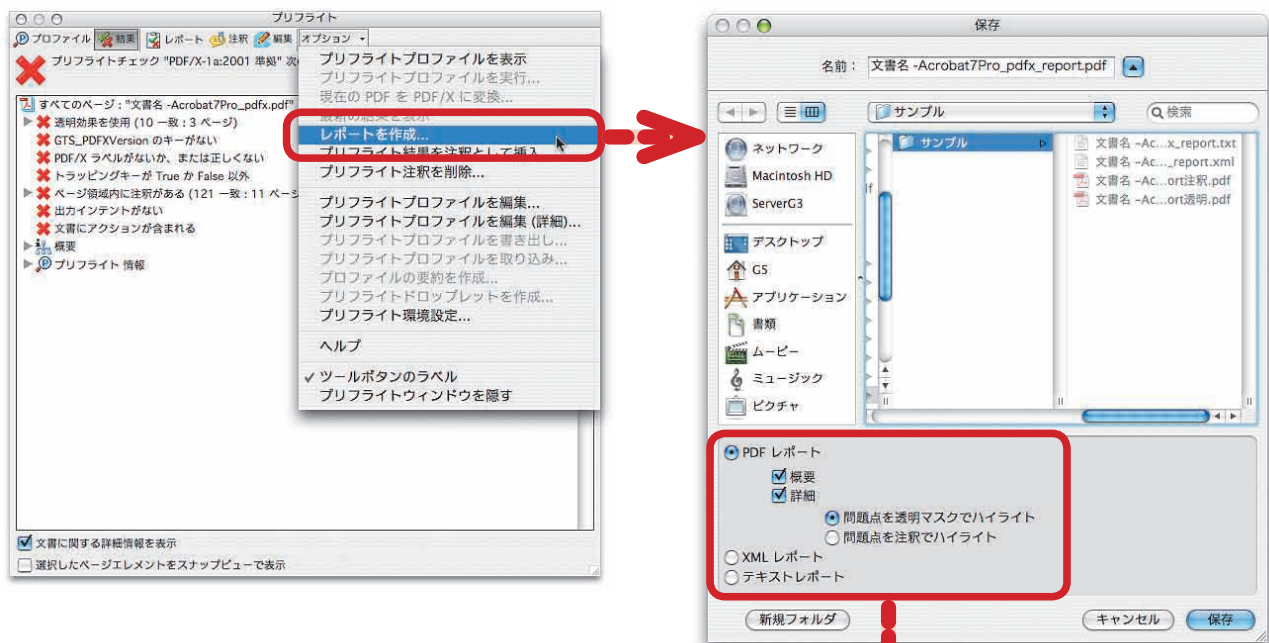 プリフライト
プロファイル 結果 レポート 注釈 編集 オプション
プリフライトチェック "PDF/X-1a:2001 準拠" 次
すべてのページ : "文書名 -Acrobat7Pro_pdfx.pdf"
透明効果を使用 (10 一致 : 3 ページ)
GTS_PDFXVersion のキーがない
PDF/X ラベルがないか、または正しくない
トラッピングキーが True か False 以外
ページ領域内に注釈がある (121 一致 : 11 ペー
出力インテントがない
文書にアクションが含まれる
概要
プリフライト 情報
文書に関する詳細情報を表示
選択したページエレメントをスナップビューで表示
プリフライトプロファイルを表示
プリフライトプロファイルを実行...
現在の PDF を PDF/X に変換...
最新の結果を表示
レポートを作成...
プリフライト結果を注釈として挿入
プリフライト注釈を削除...
プリフライトプロファイルを編集...
プリフライトプロファイルを編集 (詳細)...
プリフライトプロファイルを書き出し...
プリフライトプロファイルを取り込み...
プロファイルの要約を作成...
プリフライトドロップレットを作成...
プリフライト環境設定...
ヘルプ
ツールボタンのラベル
プリフライトウィンドウを隠す
保存
名前 : 文書名 -Acrobat7Pro_pdfx_report.pdf
サンプル
検索
ネットワーク
Macintosh HD
ServerG3
デスクトップ
G5
アプリケーション
書類
ムービー
ミュージック
ピクチャ
サンプル
文書名 -Ac...x_report.txt
文書名 -Ac..._report.xml
文書名 -Ac...ort注釈.pdf
文書名 -Ac...ort透明.pdf
PDF レポート
概要
詳細
問題点を透明マスクでハイライト
問題点を注釈でハイライト
XML レポート
テキストレポート
新規フォルダ キャンセル 保存